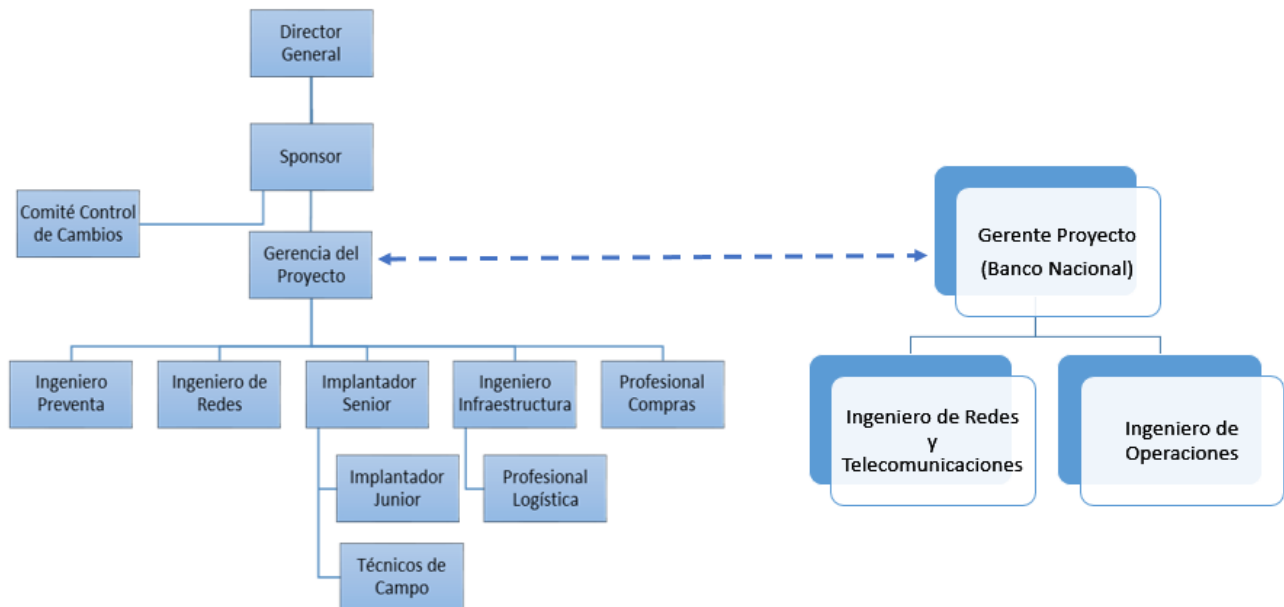 Director
General
Sponsor
Comité Control
de Cambios
Gerencia del
Proyecto
Gerente Proyecto
(Banco Nacional)
Ingeniero
Preventa
Ingeniero de
Redes
Implantador
Senior
Ingeniero
Infraestructura
Profesional
Compras
Ingeniero de Redes
y
Telecomunicaciones
Ingeniero de
Operaciones
Implantador
Junior
Profesional
Logística
Técnicos de
Campo